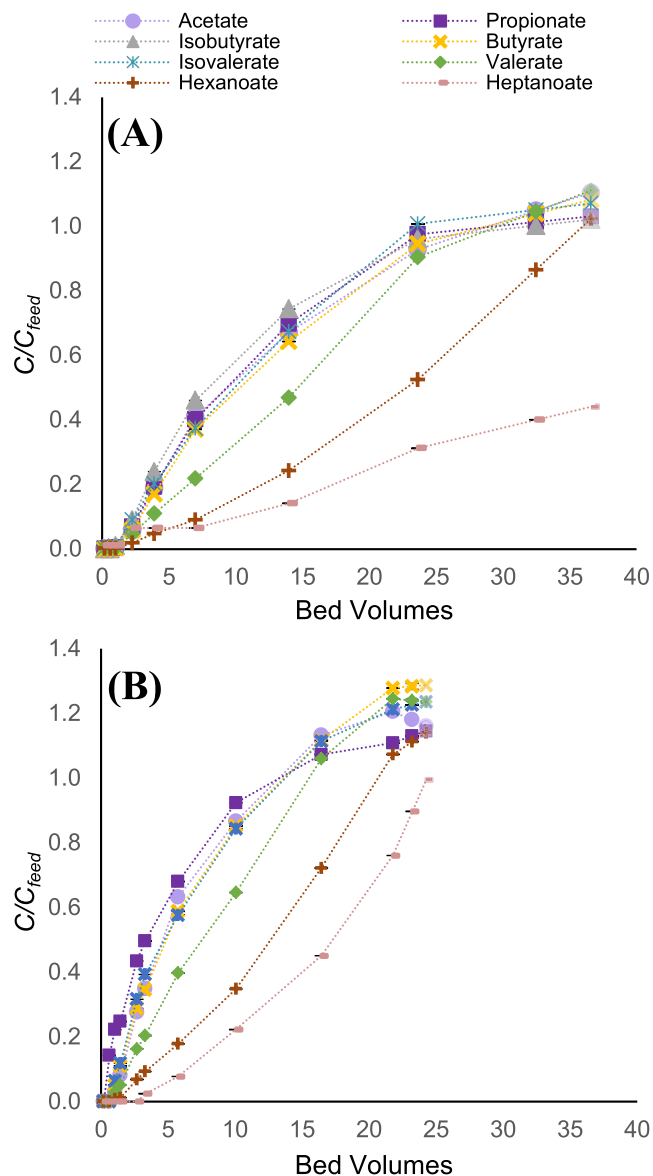 Acetate Propionate
Isobutyrate Butyrate
Isovalerate Valerate
Hexanoate Heptanoate
(A)
1.4
1.2
1.0
0.8
0.6
0.4
0.2
0.0
C/Cfeed
0 5 10 15 20 25 30 35 40
Bed Volumes
(B)
1.4
1.2
1.0
0.8
0.6
0.4
0.2
0.0
C/Cfeed
0 5 10 15 20 25 30 35 40
Bed Volumes